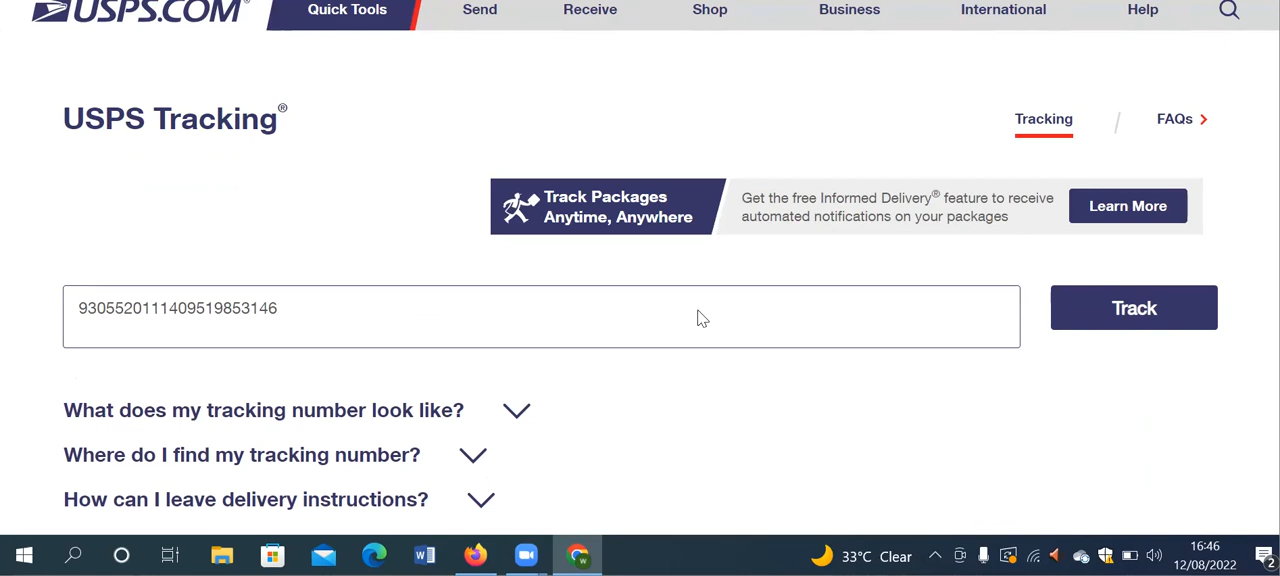 USPS.COM®
Quick Tools
Send
Receive
Shop
Business
International
Help
USPS Tracking®
Tracking
FAQs
Track Packages
Anytime, Anywhere
Get the free Informed Delivery® feature to receive
automated notifications on your packages
Learn More
9305520111409519853146
Track
What does my tracking number look like?
Where do I find my tracking number?
How can I leave delivery instructions?
33°C Clear
16:46
12/08/2022
2